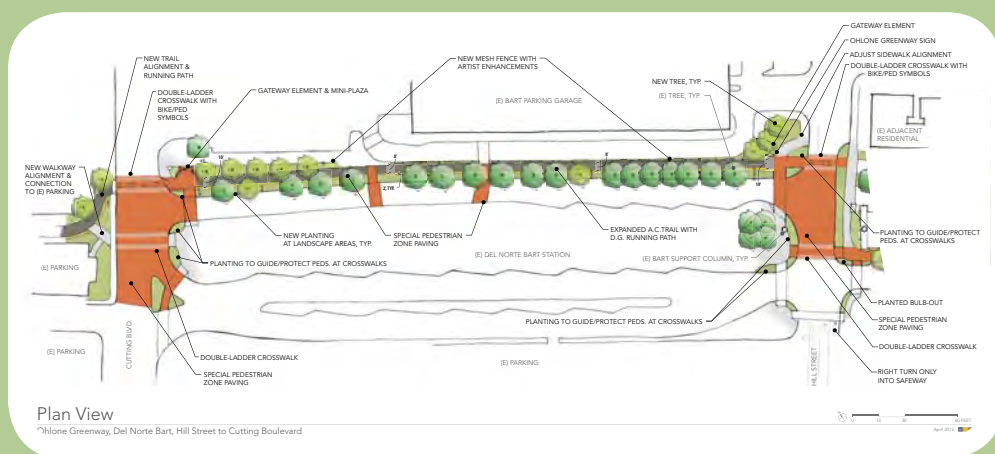 GATEWAY ELEMENT
OHLONE GREENWAY SIGN
ADJUST SIDEWALK ALIGNMENT
DOUBLE-LADDER CROSSWALK WITH
BIKE/PED SYMBOLS
NEW TRAIL
ALIGNMENT &
RUNNING PATH
NEW MESH FENCE WITH
ARTIST ENHANCEMENTS
NEW TREE, TYP.
(E) TREE, TYP.
DOUBLE-LADDER
CROSSWALK WITH
BIKE/PED
SYMBOLS
GATEWAY ELEMENT & MINI-PLAZA
(E) BART PARKING GARAGE
(E) ADJACENT
RESIDENTIAL
NEW WALKWAY
ALIGNMENT &
CONNECTION
TO (E) PARKING
NEW PLANTING
AT LANDSCAPE AREAS, TYP.
SPECIAL PEDESTRIAN
ZONE PAVING
EXPANDED A.C.TRAIL WITH
D.G. RUNNING PATH
PLANTING TO GUIDE/PROTECT
PEDS. AT CROSSWALKS
(E) PARKING
PLANTING TO GUIDE/PROTECT PEDS. AT CROSSWALKS
(E) DEL NORTE BART STATION
(E) BART SUPPORT COLUMN, TYP.
PLANTED BULB-OUT
PLANTING TO GUIDE/PROTECT PEDS. AT CROSSWALKS
SPECIAL PEDESTRIAN
ZONE PAVING
CUTTING BLVD
(E) PARKING
DOUBLE-LADDER CROSSWALK
(E) PARKING
DOUBLE-LADDER CROSSWALK
SPECIAL PEDESTRIAN
ZONE PAVING
HILL STREET
RIGHT TURN ONLY
INTO SAFEWAY
Plan View
Ohlone Greenway, Del Norte Bart, Hill Street to Cutting Boulevard
April 2012